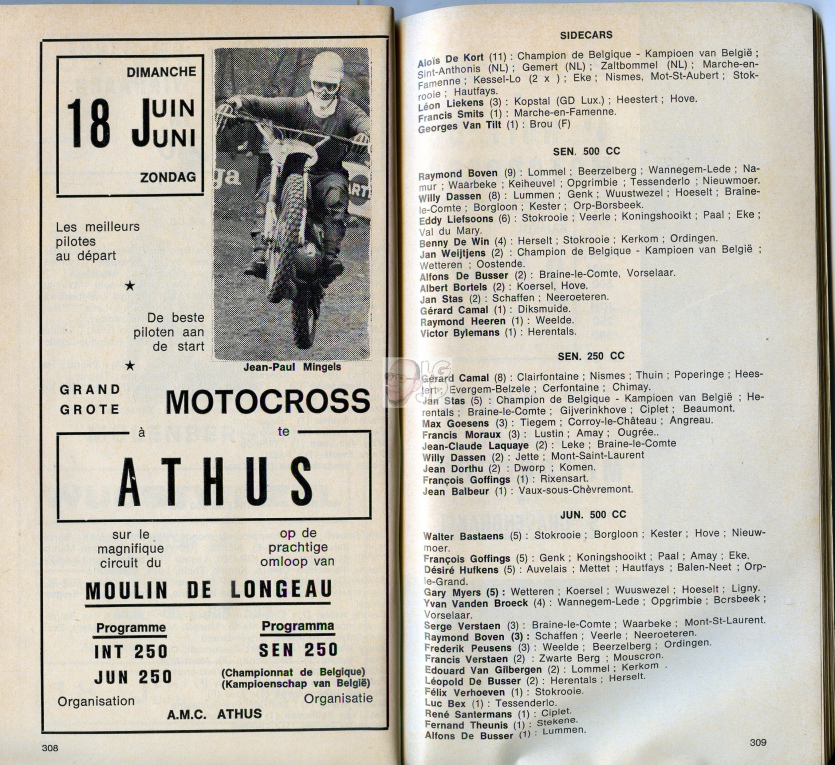 DIMANCHE
18 JUIN
JUNI
ZONDAG
Les meilleurs
pilotes
au départ
★
De beste
piloten aan
de start
★
ga
ARTI
Jean-Paul Mingels
GRAND
GROTE
MOTOCROSS
à
te
ATHUS
sur le
magnifique
circuit du
op de
prachtige
omloop van
MOULIN DE LONGEAU
Programme
Programma
INT 250
SEN 250
JUN 250
(Championnat de Belgique)
(Kampioenschap van België)
Organisation
Organisatie
A.M.C. ATHUS
308
SIDECARS
Alois De Kort (11) : Champion de Belgique - Kampioen van België ;
Sint-Anthonis (NL) ; Gemert (NL) ; Zaltbommel (NL) ; Marche-en-
Famenne ; Kessel-Lo (2 x ) ; Eke ; Nismes, Mot-St-Aubert ; Stok-
rooie ; Hautfays.
Léon Liekens (3) : Kopstal (GD Lux.) ; Heestert ; Hove.
Francis Smits (1) : Marche-en-Famenne.
Georges Van Tilt (1) : Brou (F)
SEN. 500 CC
Raymond Boven (9) : Lommel ; Beerzelberg ; Wannegem-Lede ; Na-
mur ; Waarbeke ; Keiheuvel ; Opgrimbie ; Tessenderlo ; Nieuwmoer.
Willy Dassen (8) : Lummen ; Genk ; Wuustwezel ; Hoeselt ; Braine-
le-Comte ; Borgloon ; Kester ; Orp-Borsbeek.
Eddy Liefsoons (6) : Stokrooie ; Veerle ; Koningshooikt ; Paal ; Eke ;
Val du Mary.
Benny De Win (4) : Herselt ; Stokrooie ; Kerkom ; Ordingen.
Jan Weijtjens (2) : Champion de Belgique - Kampioen van België ;
Wetteren ; Oostende.
Alfons De Busser (2) : Braine-le-Comte, Vorselaar.
Albert Bortels (2) : Koersel, Hove.
Jan Stas (2) : Schaffen ; Neeroeteren.
Gérard Camal (1) : Diksmuide.
Raymond Heeren (1) : Weelde.
Victor Bylemans (1) : Herentals.
SEN. 250 CC
Gérard Camal (8) : Clairfontaine ; Nismes ; Thuin ; Poperinge ; Hees-
tert ; Evergem-Belzele ; Cerfontaine ; Chimay.
Jan Stas (5) : Champion de Belgique - Kampioen van België ; He-
rentals ; Braine-le-Comte ; Gijverinkhove ; Ciplet ; Beaumont.
Max Goesens (3) : Tiegem ; Corroy-le-Château ; Angreau.
Francis Moraux (3) : Lustin ; Amay ; Ougrée..
Jean-Claude Laquaye (2) : Leke ; Braine-le-Comte
Willy Dassen (2) : Jette ; Mont-Saint-Laurent
Jean Dorthu (2) : Dworp ; Komen.
François Goffings (1) : Rixensart.
Jean Balbeur (1) : Vaux-sous-Chèvremont.
JUN. 500 CC
Walter Bastaens (5) : Stokrooie ; Borgloon ; Kester ; Hove ; Nieuw-
moer.
François Goffings (5) : Genk ; Koningshooikt ; Paal ; Amay ; Eke.
Désiré Hufkens (5) : Auvelais ; Mettet ; Hautfays ; Balen-Neet ; Orp-
le-Grand.
Gary Myers (5) : Wetteren ; Koersel ; Wuuswezel ; Hoeselt ; Ligny.
Yvan Vanden Broeck (4) : Wannegem-Lede ; Opgrimbie ; Borsbeek ;
Vorselaar.
Serge Verstaen (3) : Braine-le-Comte ; Waarbeke ; Mont-St-Laurent.
Raymond Boven (3) : Schaffen ; Veerle ; Neeroeteren.
Frederik Peusens (3) : Weelde ; Beerzelberg ; Ordingen.
Francis Verstaen (2) : Zwarte Berg ; Mouscron.
Edouard Van Gilbergen (2) : Lommel ; Kerkom .
Léopold De Busser (2) : Herentals ; Herselt.
Félix Verhoeven (1) : Stokrooie.
Luc Bex (1) : Tessenderlo.
René Santermans (1) : Ciplet.
Fernand Theunis (1) : Stekene.
Alfons De Busser (1) : Lummen.
309